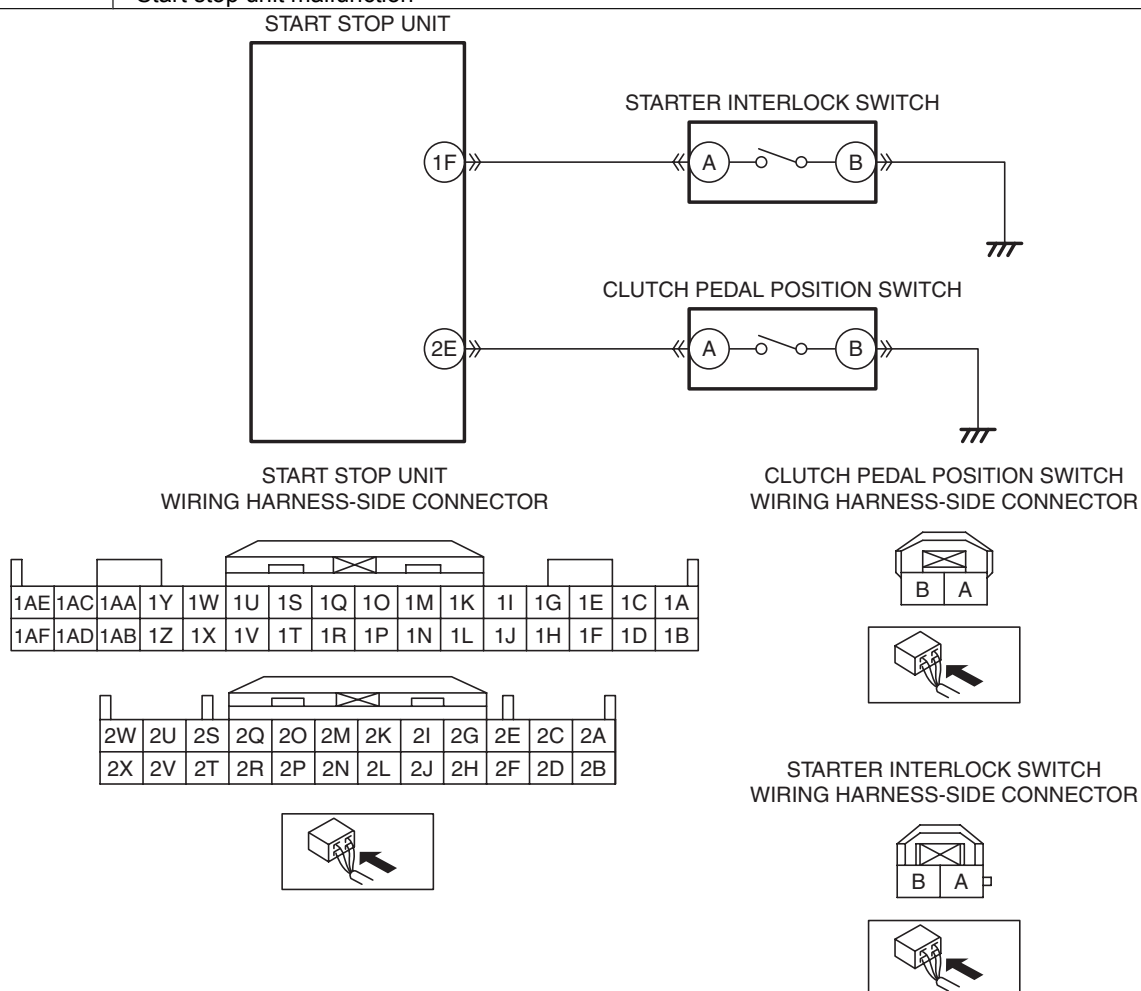 Start stop unit malfunction
START STOP UNIT
STARTER INTERLOCK SWITCH
1F
A
B
CLUTCH PEDAL POSITION SWITCH
2E
A
B
START STOP UNIT
WIRING HARNESS-SIDE CONNECTOR
1AE 1AC 1AA 1Y 1W 1U 1S 1Q 1O 1M 1K 1I 1G 1E 1C 1A
1AF 1AD 1AB 1Z 1X 1V 1T 1R 1P 1N 1L 1J 1H 1F 1D 1B
2W 2U 2S 2Q 2O 2M 2K 2I 2G 2E 2C 2A
2X 2V 2T 2R 2P 2N 2L 2J 2H 2F 2D 2B
CLUTCH PEDAL POSITION SWITCH
WIRING HARNESS-SIDE CONNECTOR
B A
STARTER INTERLOCK SWITCH
WIRING HARNESS-SIDE CONNECTOR
B A